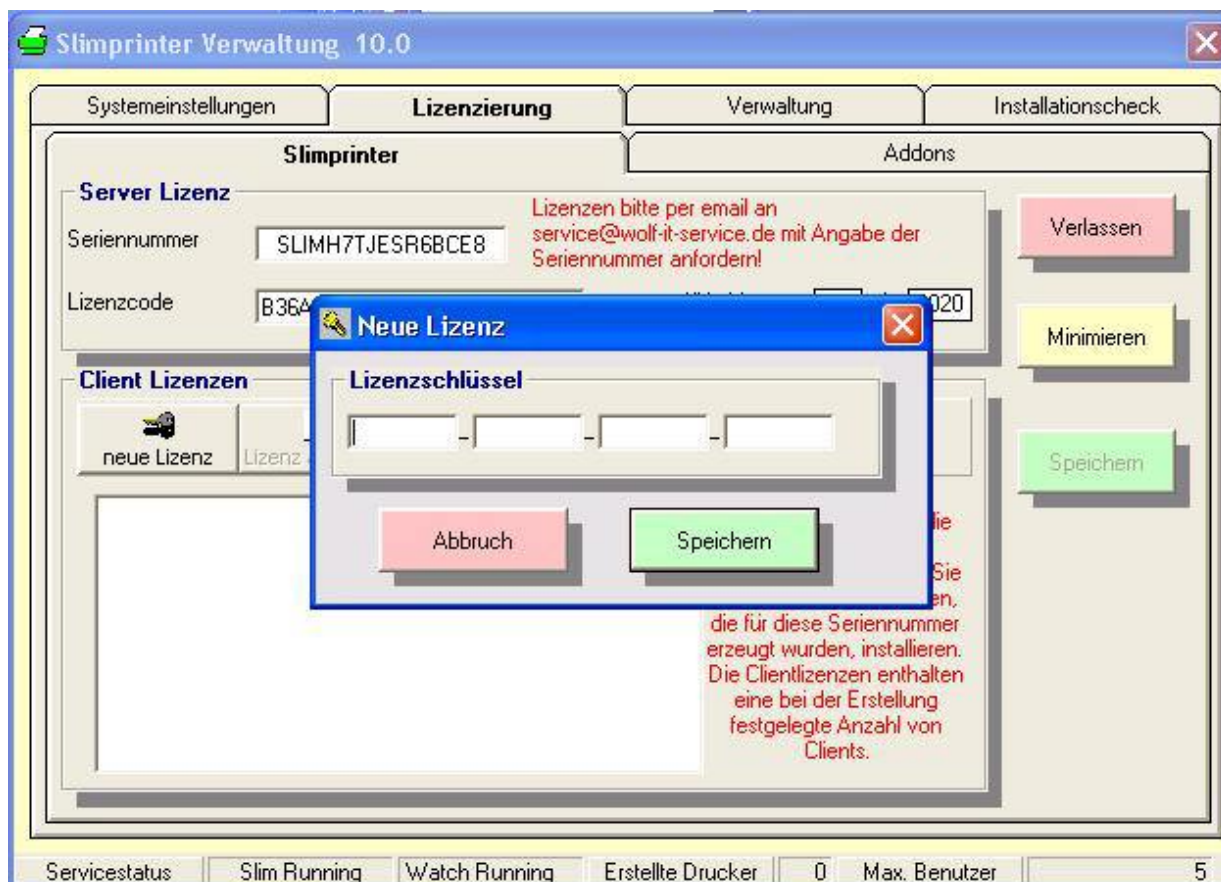 Slimprinter Verwaltung 10.0
Systemeinstellungen
Lizenzierung
Verwaltung
Installationscheck
Slimprinter
Addons
Server Lizenz
Seriennummer
SLIMH7TJESR6BCE8
Lizenzen bitte per email an
service@wolf-it-service.de mit Angabe der
Seriennummer anfordern!
Verlassen
Lizenzcode
B36A
020
Minimieren
Neue Lizenz
Lizenzschlüssel
- - -
Abbruch
Speichern
Client Lizenzen
neue Lizenz
Lizenz
Speichern
die
Sie
en,
die für diese Seriennummer
erzeugt wurden, installieren.
Die Clientlizenzen enthalten
eine bei der Erstellung
festgelegte Anzahl von
Clients.
Servicestatus
Slim Running
Watch Running
Erstellte Drucker
0
Max. Benutzer
5